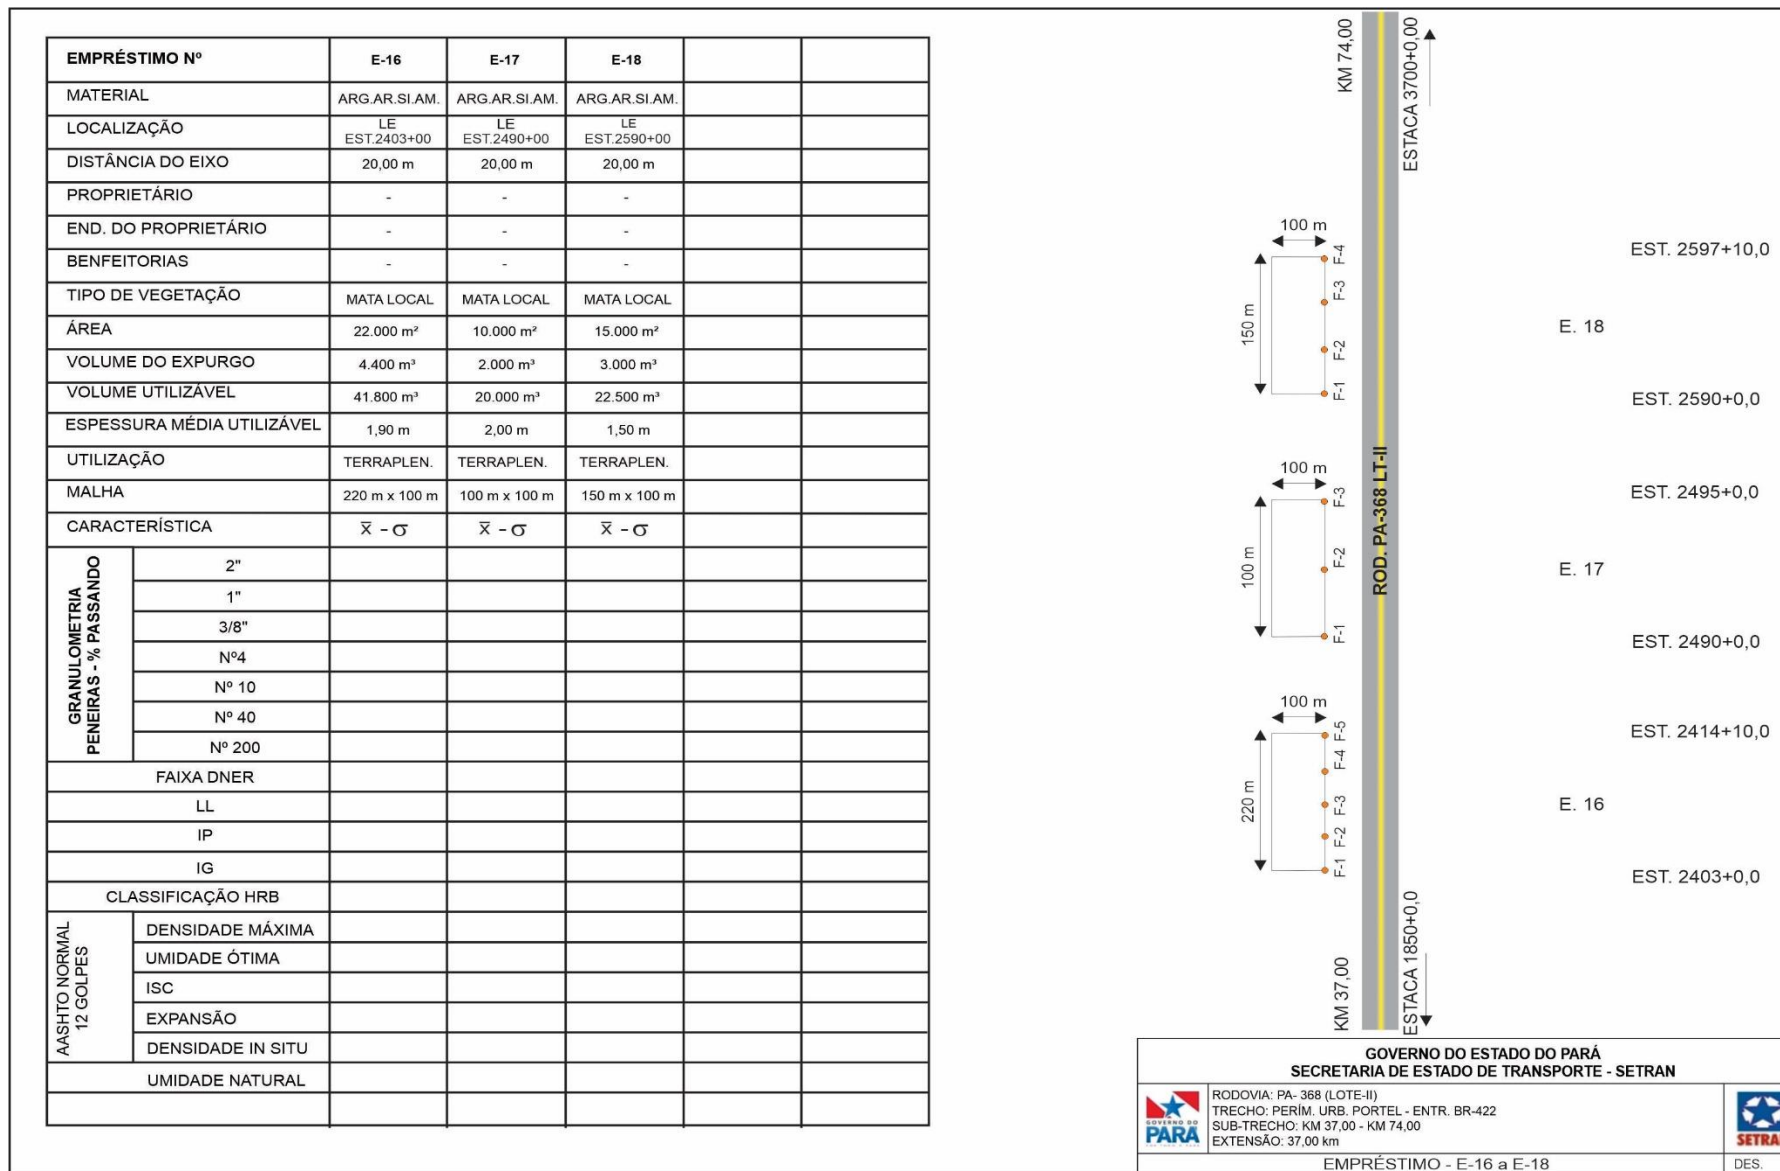 EMPRÉSTIMO Nº E-16 E-17 E-18
MATERIAL ARG.AR.SI.AM. ARG.AR.SI.AM. ARG.AR.SI.AM.
LOCALIZAÇÃO LE EST.2403+00 LE EST.2490+00 LE EST.2590+00
DISTÂNCIA DO EIXO 20,00 m 20,00 m 20,00 m
PROPRIETÁRIO - - -
END. DO PROPRIETÁRIO - - -
BENFEITORIAS - - -
TIPO DE VEGETAÇÃO MATA LOCAL MATA LOCAL MATA LOCAL
ÁREA 22.000 m² 10.000 m² 15.000 m²
VOLUME DO EXPURGO 4.400 m³ 2.000 m³ 3.000 m³
VOLUME UTILIZÁVEL 41.800 m³ 20.000 m³ 22.500 m³
ESPESSURA MÉDIA UTILIZÁVEL 1,90 m 2,00 m 1,50 m
UTILIZAÇÃO TERRAPLEN. TERRAPLEN. TERRAPLEN.
MALHA 220 m x 100 m 100 m x 100 m 150 m x 100 m
CARACTERÍSTICA x̄ - σ x̄ - σ x̄ - σ
GRANULOMETRIA
PENEIRAS - % PASSANDO
2"
1"
3/8"
Nº4
Nº 10
Nº 40
Nº 200
FAIXA DNER
LL
IP
IG
CLASSIFICAÇÃO HRB
AASHTO NORMAL
12 GOLPES
DENSIDADE MÁXIMA
UMIDADE ÓTIMA
ISC
EXPANSÃO
DENSIDADE IN SITU
UMIDADE NATURAL
KM 74,00
ESTACA 3700+0,00
100 m
150 m
F-4
F-3
F-2
F-1
EST. 2597+10,0
E. 18
EST. 2590+0,0
ROD. PA-368 LT-II
100 m
100 m
F-3
F-2
F-1
EST. 2495+0,0
E. 17
EST. 2490+0,0
100 m
220 m
F-5
F-4
F-3
F-2
F-1
EST. 2414+10,0
E. 16
EST. 2403+0,0
KM 37,00
ESTACA 1850+0,0
GOVERNO DO ESTADO DO PARÁ
SECRETARIA DE ESTADO DE TRANSPORTE - SETRAN
GOVERNO DO
PARÁ
RODOVIA: PA- 368 (LOTE-II)
TRECHO: PERÍM. URB. PORTEL - ENTR. BR-422
SUB-TRECHO: KM 37,00 - KM 74,00
EXTENSÃO: 37,00 km
SETRAN
EMPRÉSTIMO - E-16 a E-18
DES.